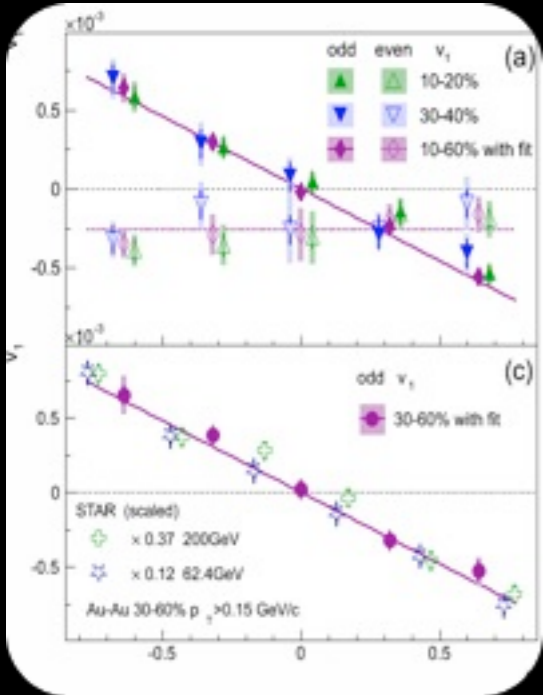 ×10⁻³
odd even v₁ (a)
10-20%
30-40%
10-60% with fit
0.5
0
-0.5
×10⁻³
v₁
(c)
odd v₁
30-60% with fit
0.5
0
-0.5
STAR (scaled)
× 0.37 200GeV
× 0.12 62.4GeV
Au-Au 30-60% p T >0.15 GeV/c
-0.5 0 0.5